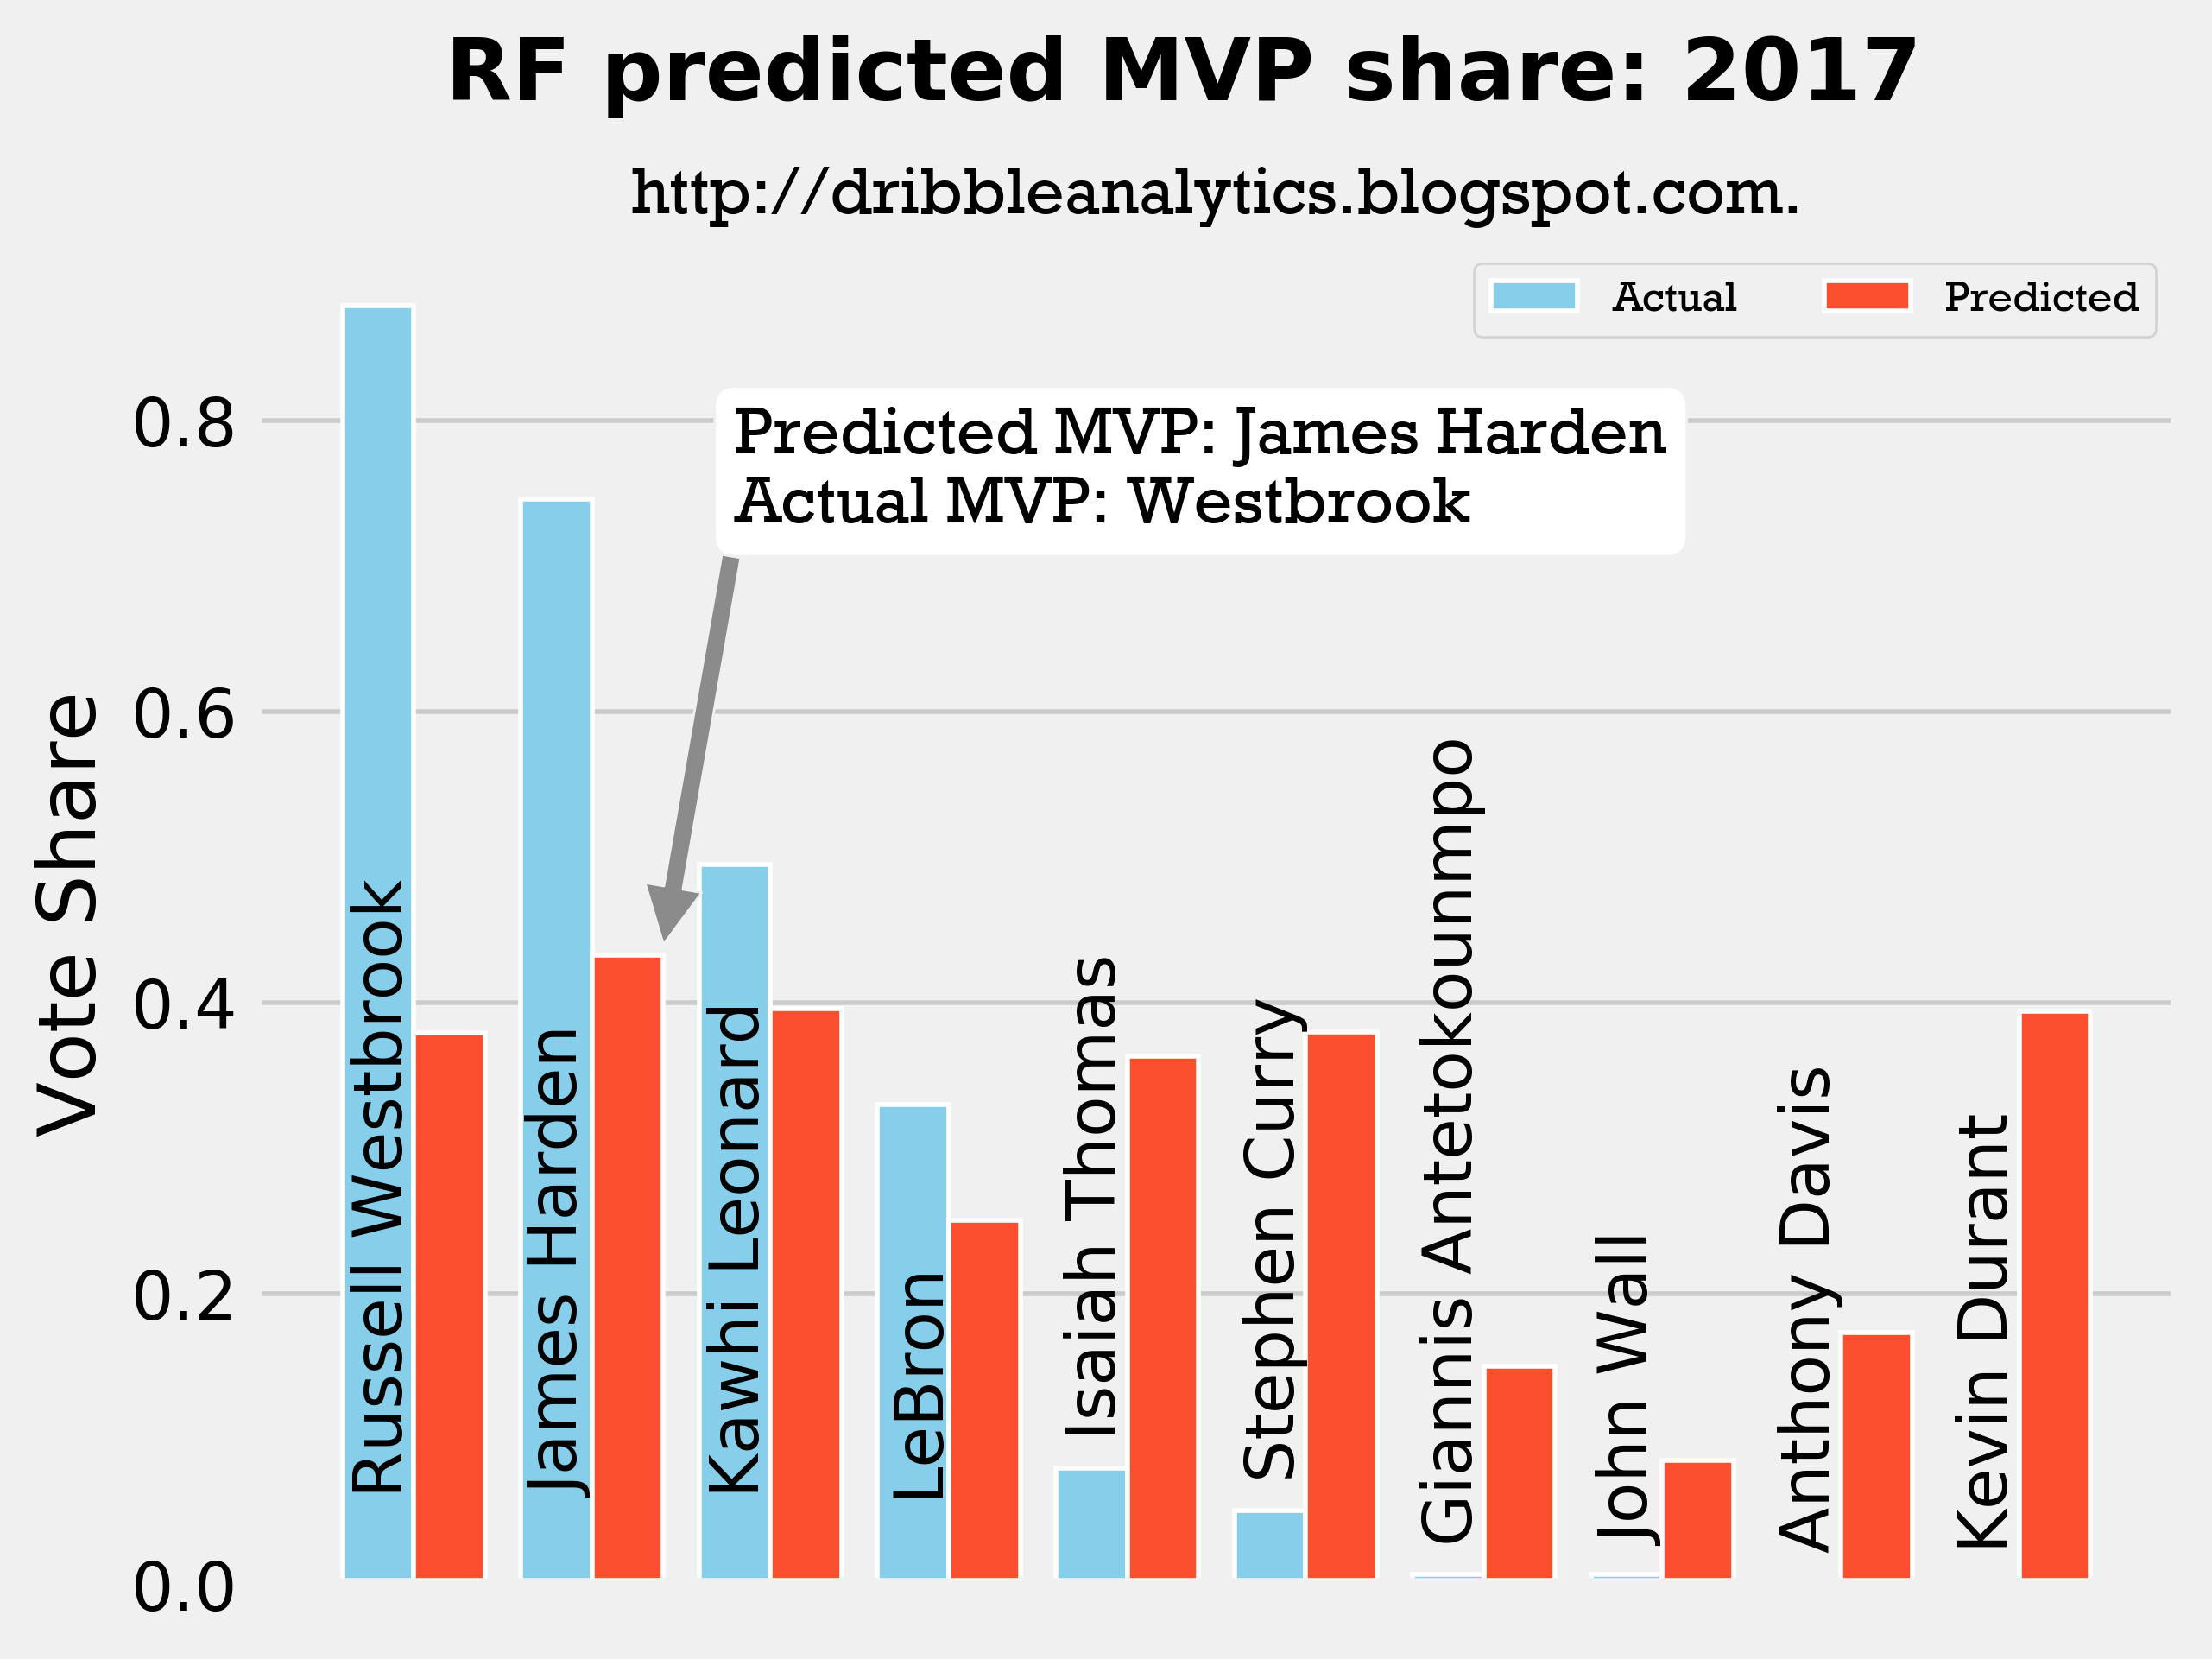 RF predicted MVP share: 2017
http://dribbleanalytics.blogspot.com.
Actual
Predicted
Predicted MVP: James Harden
Actual MVP: Westbrook
Vote Share
0.8
0.6
0.4
0.2
0.0
Russell Westbrook
James Harden
Kawhi Leonard
LeBron
Isaiah Thomas
Stephen Curry
Giannis Antetokounmpo
John Wall
Anthony Davis
Kevin Durant